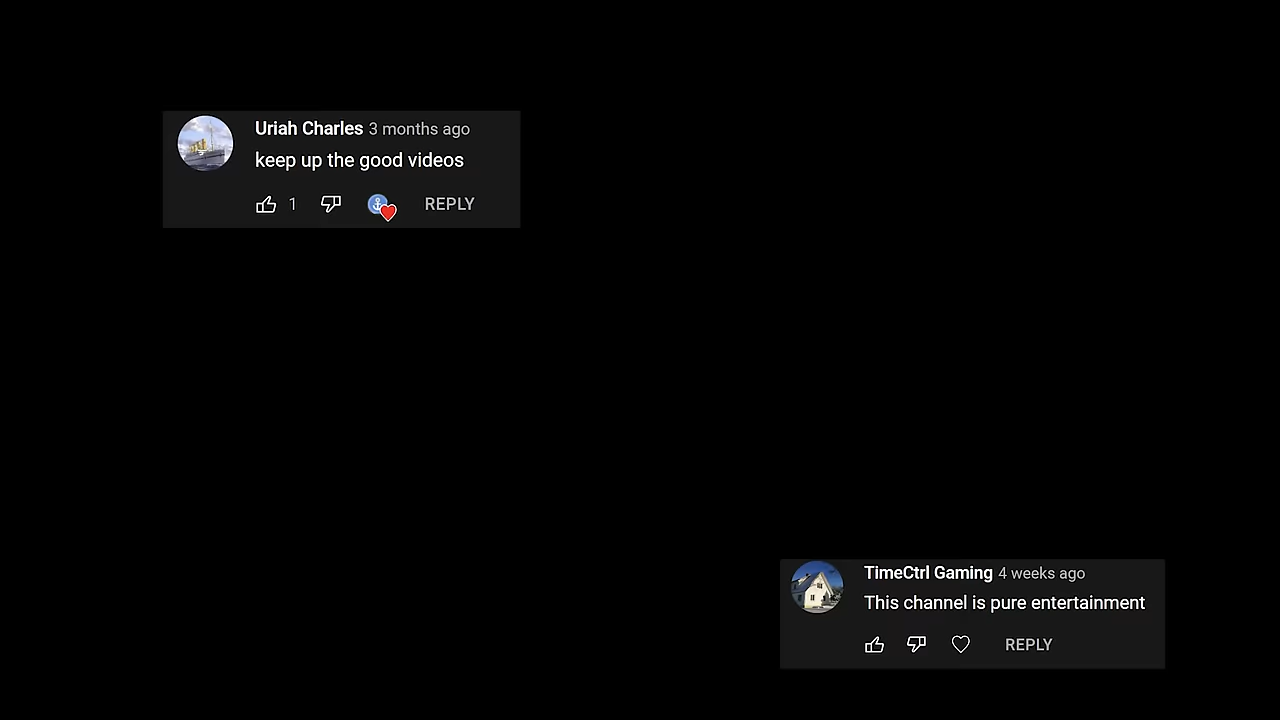 Uriah Charles 3 months ago
keep up the good videos
1 REPLY
TimeCtrl Gaming 4 weeks ago
This channel is pure entertainment
REPLY